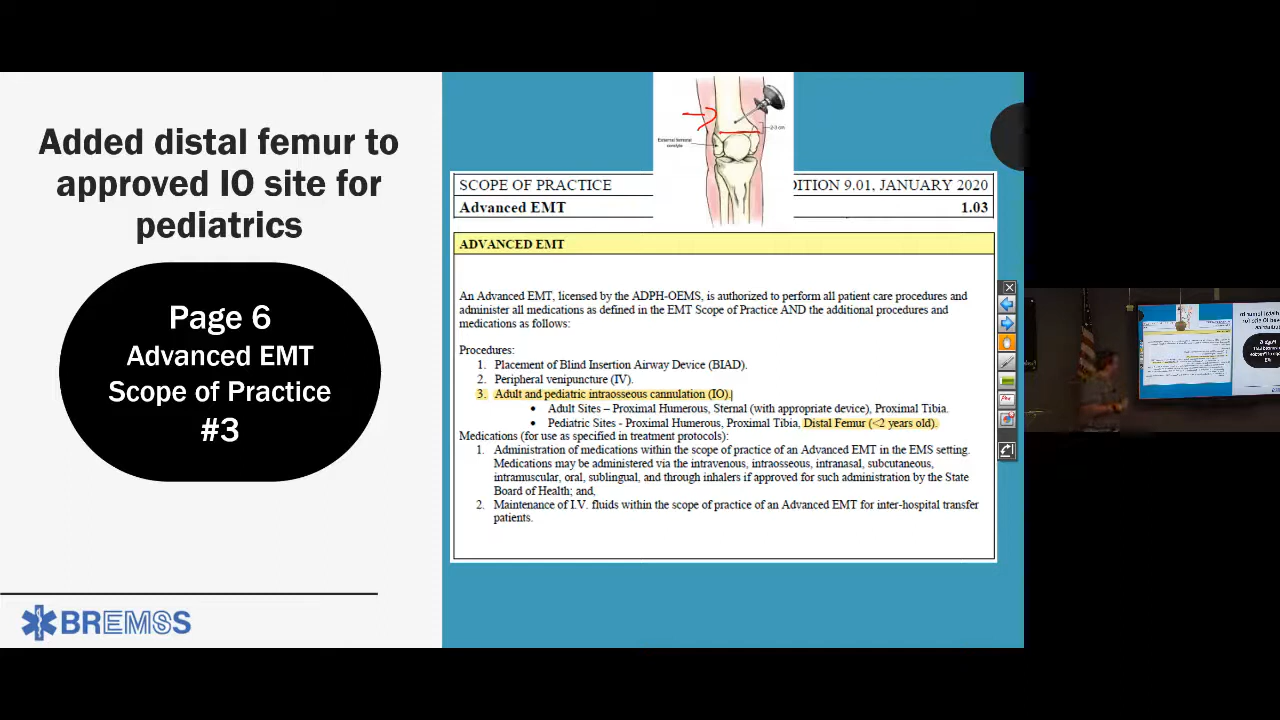 Added distal femur to
approved IO site for
pediatrics
Page 6
Advanced EMT
Scope of Practice
#3
BREMSS
External femoral
condyle
2-3 cm
SCOPE OF PRACTICE
DITION 9.01, JANUARY 2020
Advanced EMT
1.03
ADVANCED EMT
An Advanced EMT, licensed by the ADPH-OEMS, is authorized to perform all patient care procedures and
administer all medications as defined in the EMT Scope of Practice AND the additional procedures and
medications as follows:
Procedures:
1. Placement of Blind Insertion Airway Device (BIAD).
2. Peripheral venipuncture (IV).
3. Adult and pediatric intraosseous cannulation (IO).
• Adult Sites – Proximal Humerous, Sternal (with appropriate device), Proximal Tibia.
• Pediatric Sites - Proximal Humerous, Proximal Tibia, Distal Femur (<2 years old).
Medications (for use as specified in treatment protocols):
1. Administration of medications within the scope of practice of an Advanced EMT in the EMS setting.
Medications may be administered via the intravenous, intraosseous, intranasal, subcutaneous,
intramuscular, oral, sublingual, and through inhalers if approved for such administration by the State
Board of Health; and,
2. Maintenance of I.V. fluids within the scope of practice of an Advanced EMT for inter-hospital transfer
patients.